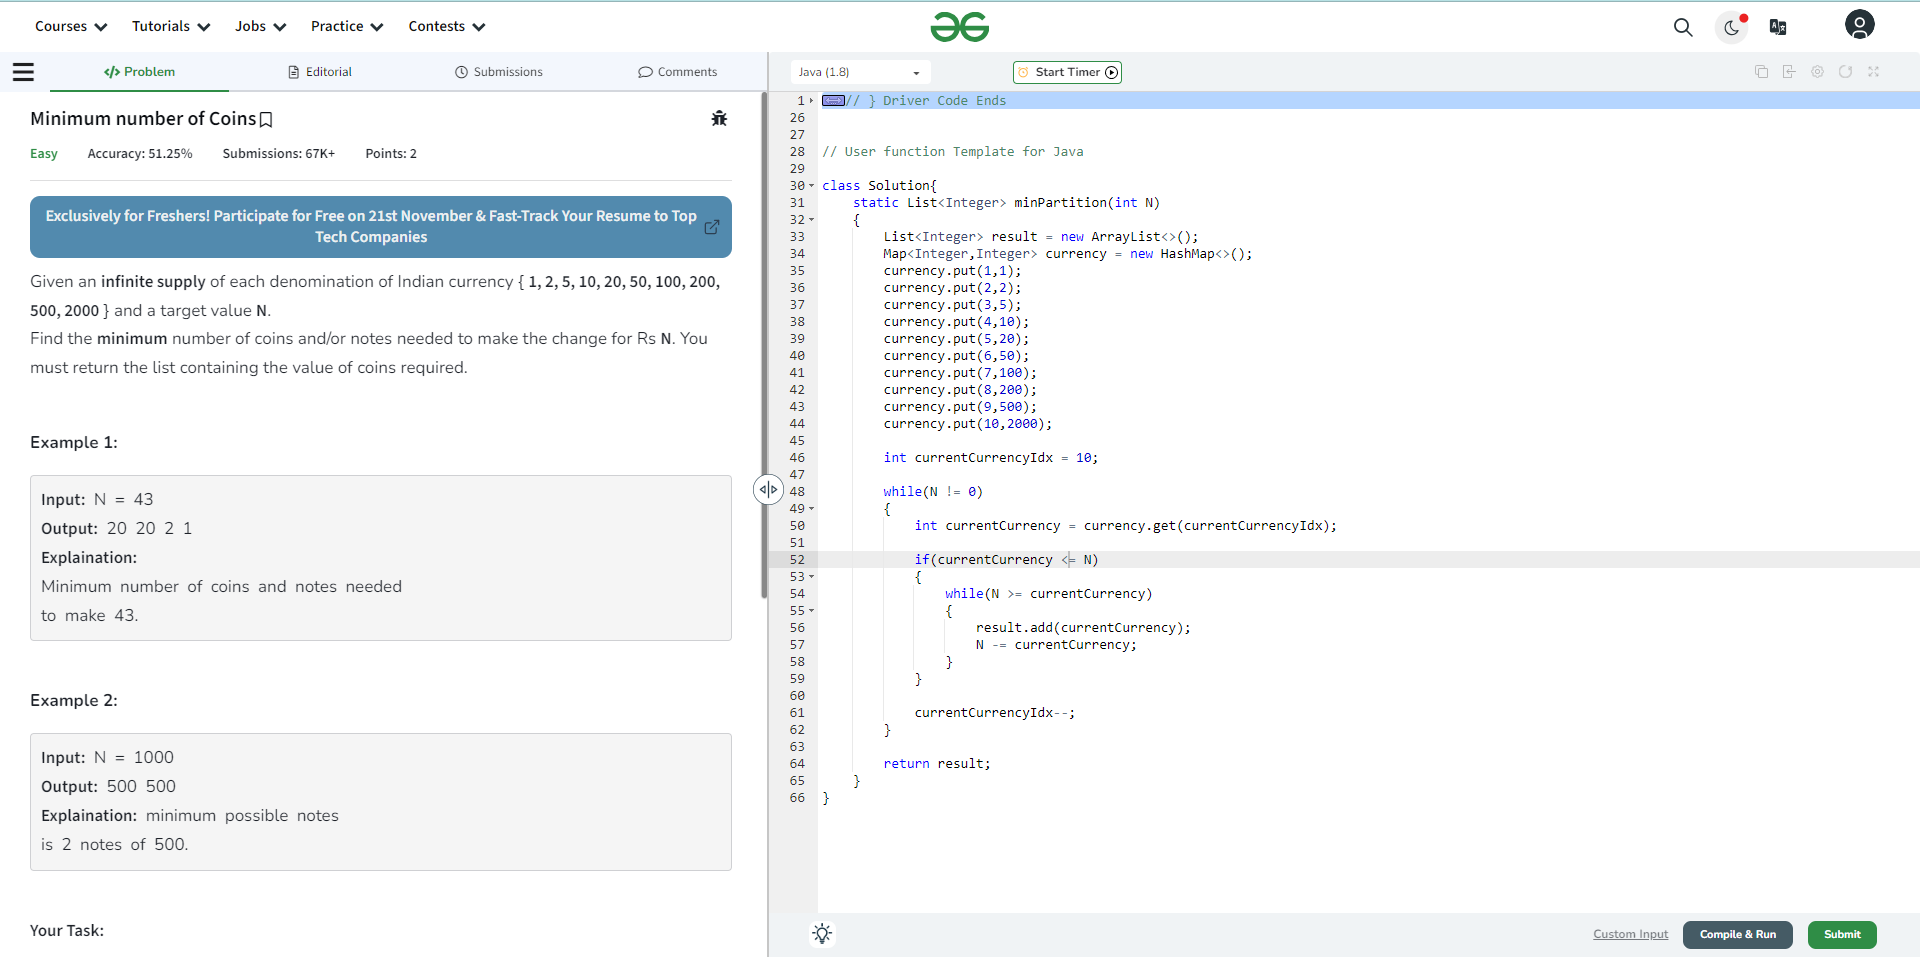 Courses Tutorials Jobs Practice Contests
Problem Editorial Submissions Comments
Minimum number of Coins
Easy Accuracy: 51.25% Submissions: 67K+ Points: 2
Exclusively for Freshers! Participate for Free on 21st November & Fast-Track Your Resume to Top
Tech Companies
Given an infinite supply of each denomination of Indian currency { 1, 2, 5, 10, 20, 50, 100, 200,
500, 2000 } and a target value N.
Find the minimum number of coins and/or notes needed to make the change for Rs N. You
must return the list containing the value of coins required.
Example 1:
Input: N = 43
Output: 20 20 2 1
Explaination:
Minimum number of coins and notes needed
to make 43.
Example 2:
Input: N = 1000
Output: 500 500
Explaination: minimum possible notes
is 2 notes of 500.
Your Task:
Java (1.8) Start Timer
1 // } Driver Code Ends
26
27
28 // User function Template for Java
29
30 class Solution{
31 static List<Integer> minPartition(int N)
32 {
33 List<Integer> result = new ArrayList<>();
34 Map<Integer,Integer> currency = new HashMap<>();
35 currency.put(1,1);
36 currency.put(2,2);
37 currency.put(3,5);
38 currency.put(4,10);
39 currency.put(5,20);
40 currency.put(6,50);
41 currency.put(7,100);
42 currency.put(8,200);
43 currency.put(9,500);
44 currency.put(10,2000);
45
46 int currentCurrencyIdx = 10;
47
48 while(N != 0)
49 {
50 int currentCurrency = currency.get(currentCurrencyIdx);
51
52 if(currentCurrency <= N)
53 {
54 while(N >= currentCurrency)
55 {
56 result.add(currentCurrency);
57 N -= currentCurrency;
58 }
59 }
60
61 currentCurrencyIdx--;
62 }
63
64 return result;
65 }
66 }
Custom Input Compile & Run Submit